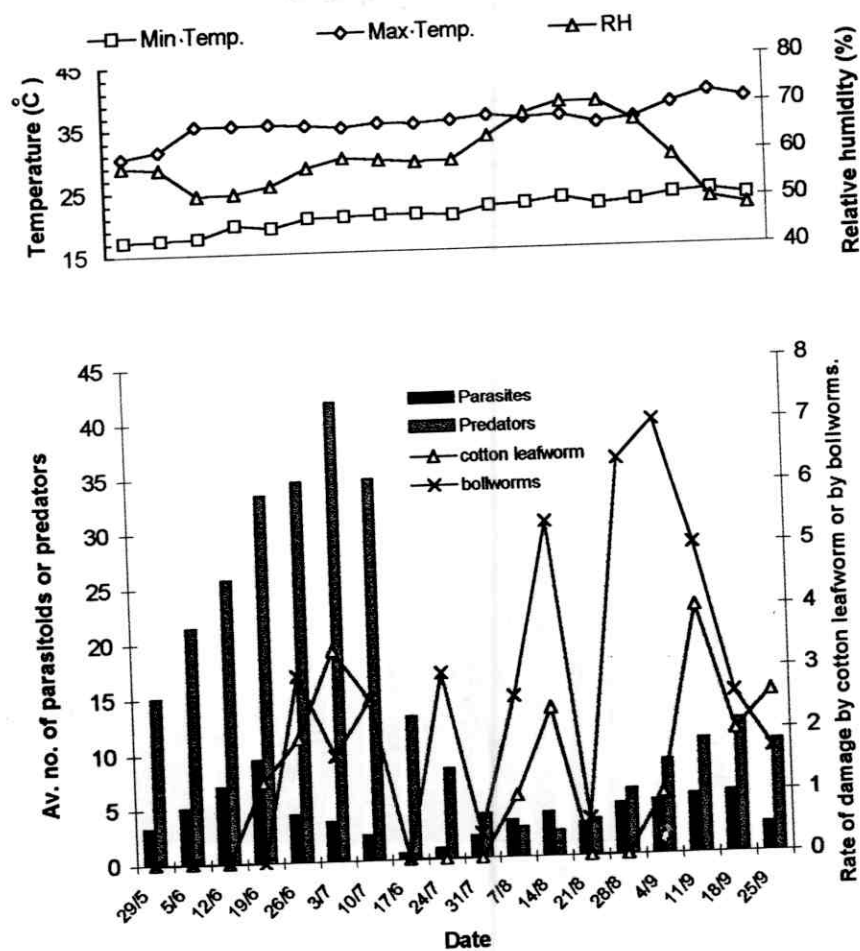 Min·Temp. Max·Temp. RH
Temperature (°C)
45
35
25
15
Relative humidity (%)
80
70
60
50
40
Av. no. of parasitoids or predators
45
40
35
30
25
20
15
10
5
0
Parasites
Predators
cotton leafworm
bollworms
Rate of damage by cotton leafworm or by bollworms.
8
7
6
5
4
3
2
1
0
29/5 5/6 12/6 19/6 26/6 3/7 10/7 17/6 24/7 31/7 7/8 14/8 21/8 28/8 4/9 11/9 18/9 25/9
Date